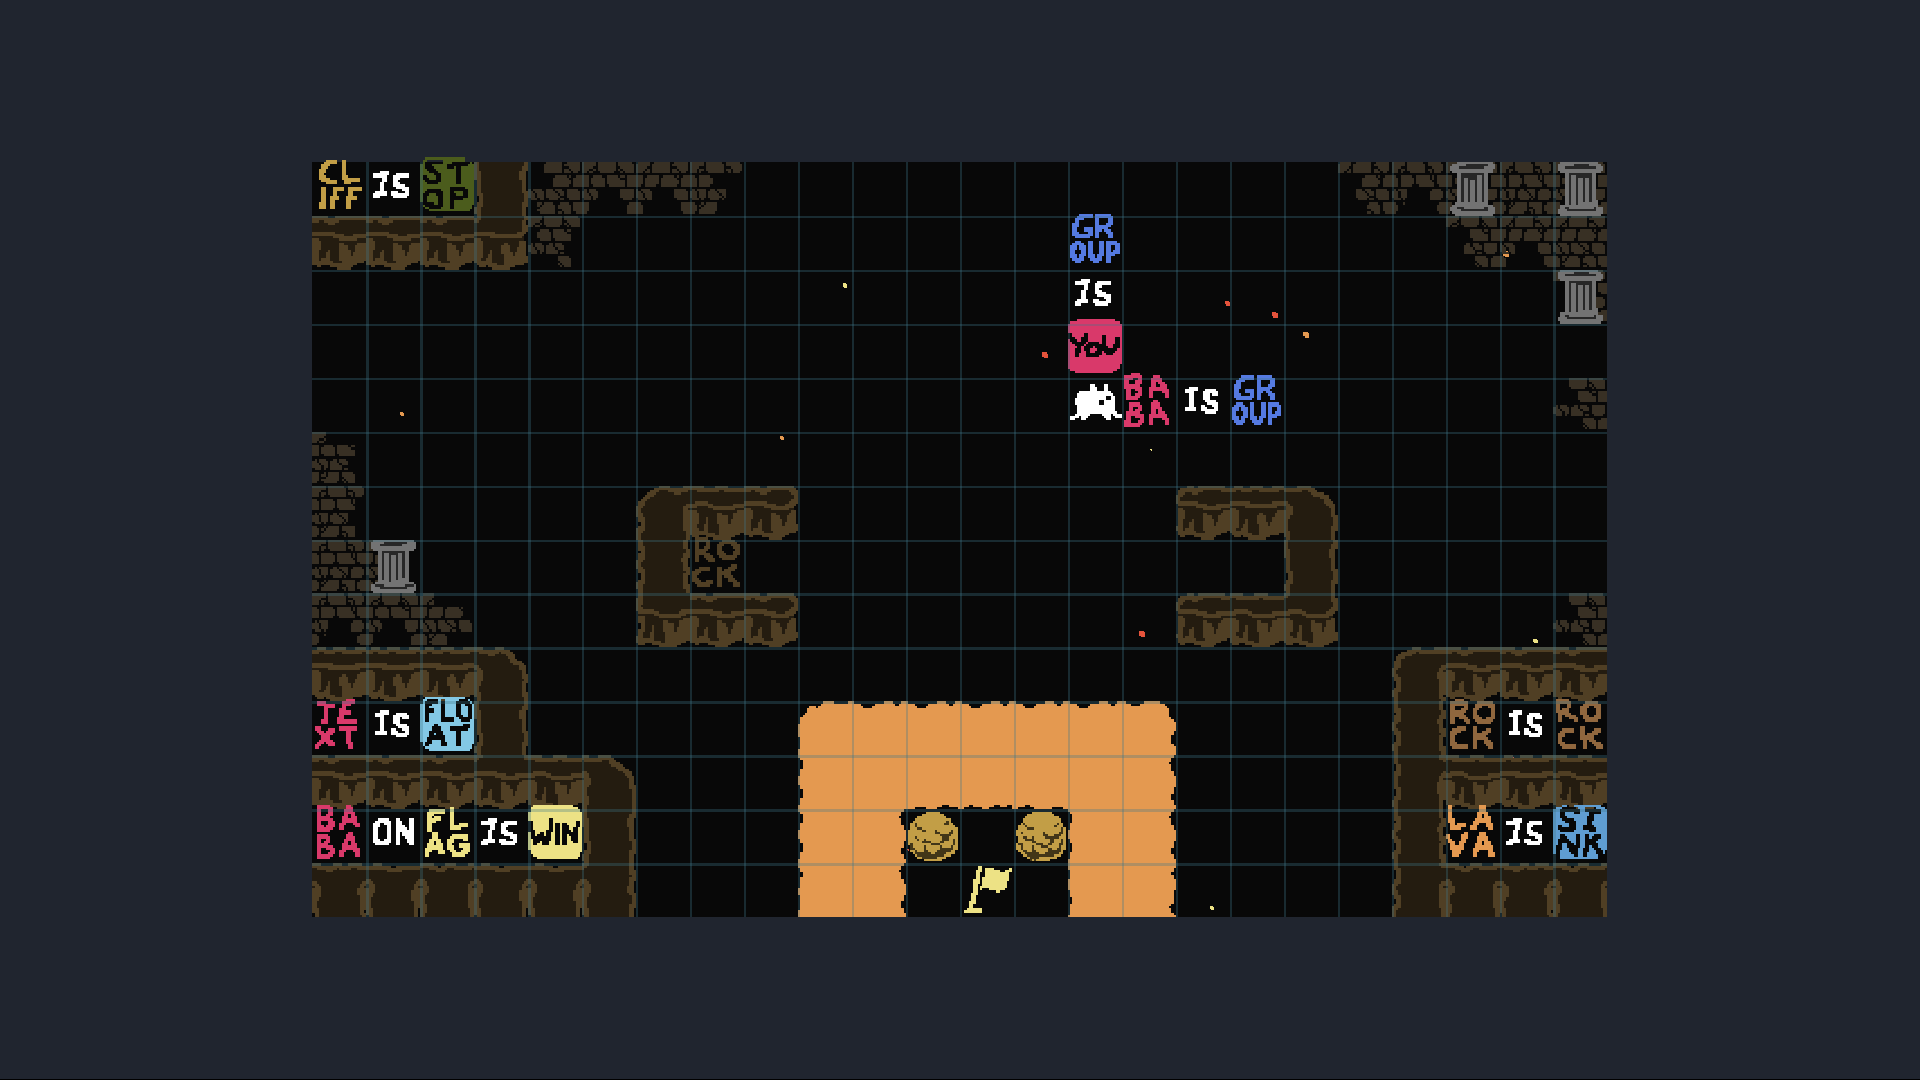 CLIFF IS STOP
GROUP
IS
YOU
BABA IS GROUP
ROCK
TEXT IS FLOAT
ROCK IS ROCK
BABA ON FLAG IS WIN
LAVA IS SINK